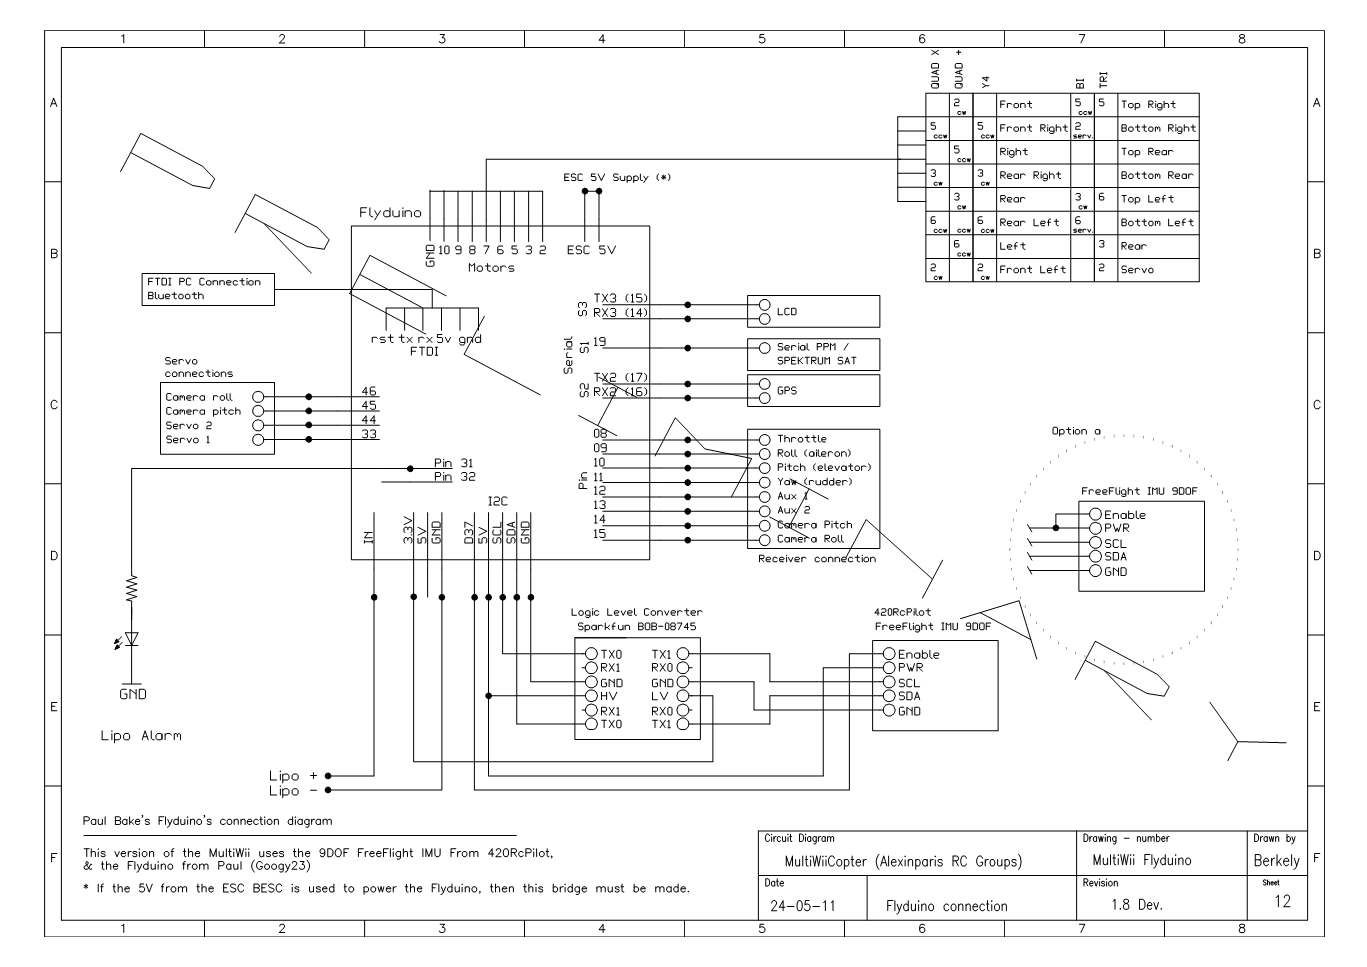 1 2 3 4 5 6 7 8
A A
B B
C C
D D
E E
F F
QUAD X QUAD + Y4 BI TRI
2 cw Front 5 ccw 5 Top Right
5 ccw 5 ccw Front Right 2 serv. Bottom Right
5 ccw Right Top Rear
3 cw 3 cw Rear Right Bottom Rear
3 cw Rear 3 cw 6 Top Left
6 ccw ccw 6 ccw Rear Left 6 serv. Bottom Left
6 ccw Left 3 Rear
2 cw 2 cw Front Left 2 Servo
ESC 5V Supply (*)
Flyduino
GND 10 9 8 7 6 5 3 2
Motors
ESC 5V
FTDI PC Connection
Bluetooth
rst tx rx 5v gnd
FTDI
Serial
S3
TX3 (15)
RX3 (14)
LCD
S1
19
Serial PPM /
SPEKTRUM SAT
S2
TX2 (17)
RX2 (16)
GPS
Servo
connections
Camera roll 46
Camera pitch 45
Servo 2 44
Servo 1 33
Pin
08 Throttle
09 Roll (aileron)
10 Pitch (elevator)
11 Yaw (rudder)
12 Aux 1
13 Aux 2
14 Camera Pitch
15 Camera Roll
Receiver connection
Pin 31
Pin 32
I2C
IN 3.3V 5V GND D37 5V SCL SDA GND
Option a
FreeFlight IMU 9DOF
Enable
PWR
SCL
SDA
GND
Logic Level Converter
Sparkfun BOB-08745
TX0 TX1
RX1 RX0
GND GND
HV LV
RX1 RX0
TX0 TX1
420RcPilot
FreeFlight IMU 9DOF
Enable
PWR
SCL
SDA
GND
GND
Lipo Alarm
Lipo +
Lipo -
Paul Bake's Flyduino's connection diagram
This version of the MultiWii uses the 9DOF FreeFlight IMU From 420RcPilot,
& the Flyduino from Paul (Googy23)
* If the 5V from the ESC BESC is used to power the Flyduino, then this bridge must be made.
Circuit Diagram
MultiWiiCopter (Alexinparis RC Groups)
Drawing - number
MultiWii Flyduino
Drawn by
Berkely
Date
24-05-11
Flyduino connection
Revision
1.8 Dev.
Sheet
12
1 2 3 4 5 6 7 8